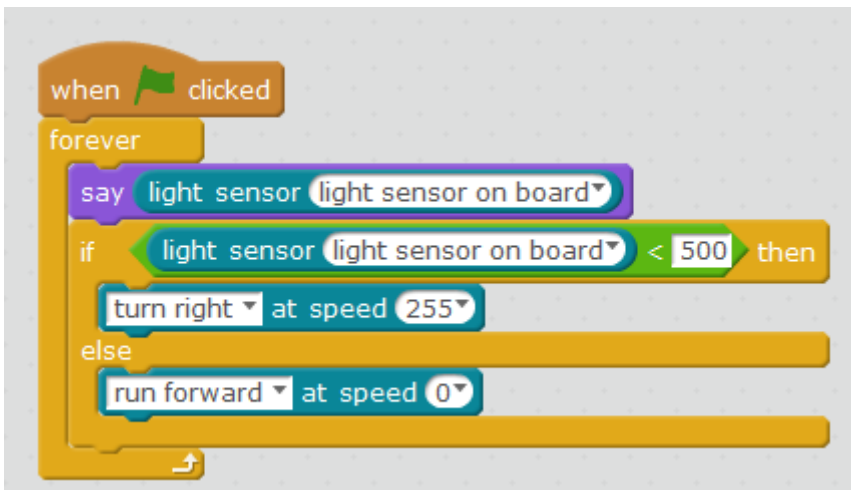 when clicked
forever
say light sensor light sensor on board
if light sensor light sensor on board < 500 then
turn right at speed 255
else
run forward at speed 0